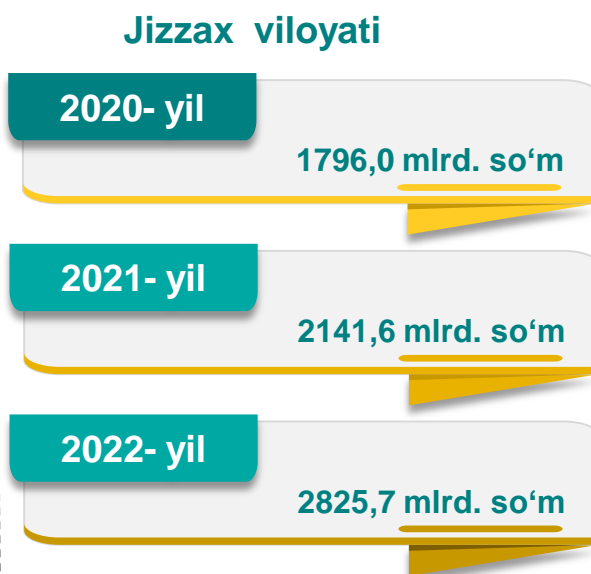 Jizzax viloyati
2020- yil
1796,0 mlrd. so‘m
2021- yil
2141,6 mlrd. so‘m
2022- yil
2825,7 mlrd. so‘m